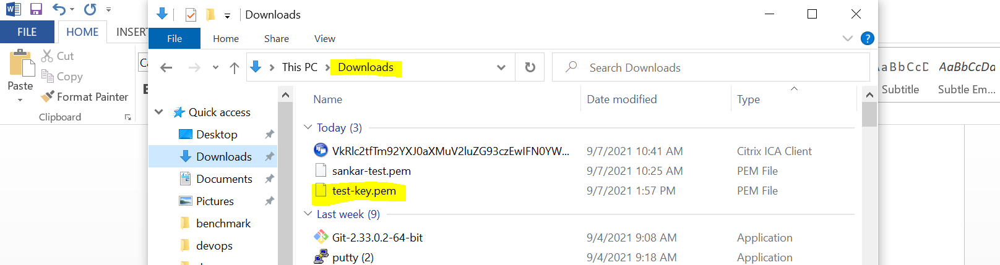 Downloads
FILE HOME INSERT
File Home Share View
Cut
Copy
Paste
Format Painter
Clipboard
This PC Downloads
Search Downloads
AaBbCcDd
Subtitle Subtle Em...
Name Date modified Type
Quick access
Desktop
Downloads
Documents
Pictures
benchmark
devops
Today (3)
VkRlc2tfTm92YXJ0aXMuV2luZG93czEwIFN0YW... 9/7/2021 10:41 AM Citrix ICA Client
sankar-test.pem 9/7/2021 10:25 AM PEM File
test-key.pem 9/7/2021 1:57 PM PEM File
Last week (9)
Git-2.33.0.2-64-bit 9/4/2021 9:08 AM Application
putty (2) 9/4/2021 9:18 AM Application